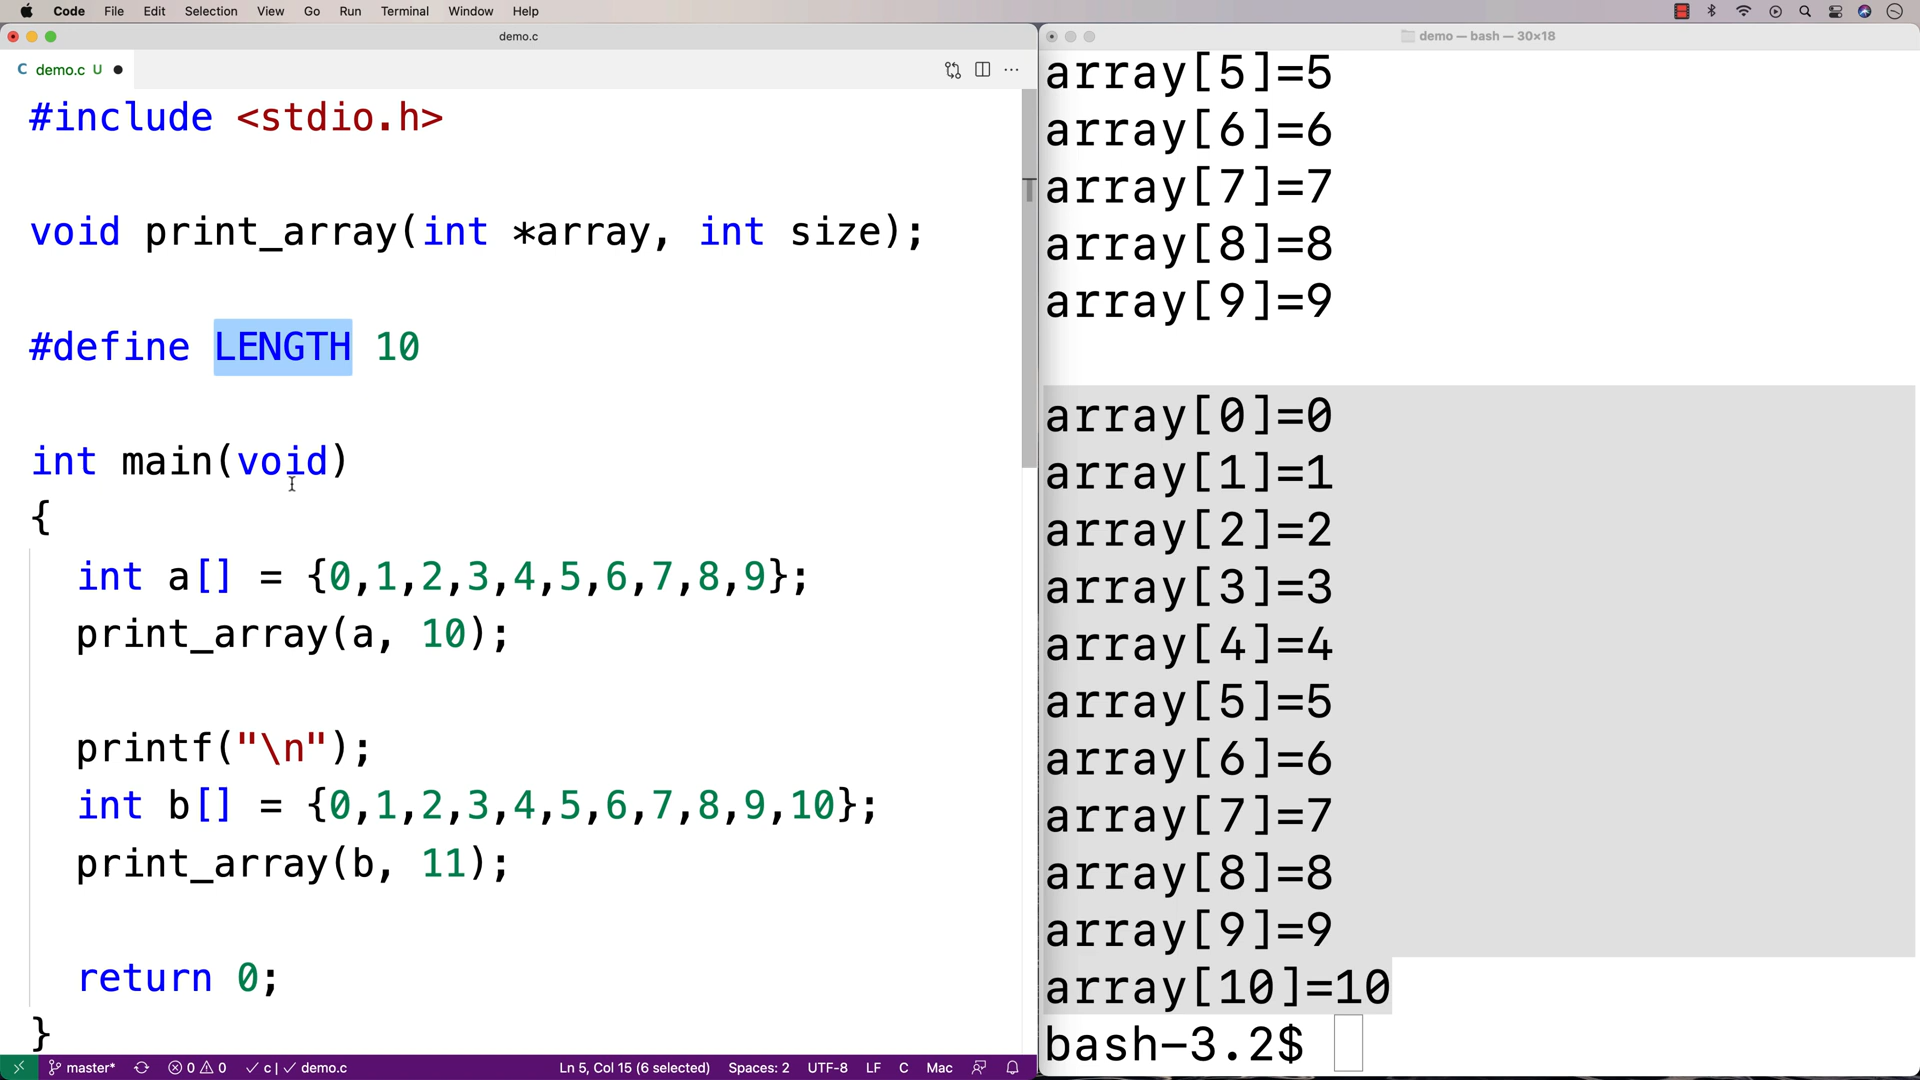 Code File Edit Selection View Go Run Terminal Window Help
demo.c
C demo.c U
#include <stdio.h>
void print_array(int *array, int size);
#define LENGTH 10
int main(void)
{
int a[] = {0,1,2,3,4,5,6,7,8,9};
print_array(a, 10);
printf("\n");
int b[] = {0,1,2,3,4,5,6,7,8,9,10};
print_array(b, 11);
return 0;
}
master* 0 0 c | demo.c Ln 5, Col 15 (6 selected) Spaces: 2 UTF-8 LF C Mac
demo — bash — 30×18
array[5]=5
array[6]=6
array[7]=7
array[8]=8
array[9]=9
array[0]=0
array[1]=1
array[2]=2
array[3]=3
array[4]=4
array[5]=5
array[6]=6
array[7]=7
array[8]=8
array[9]=9
array[10]=10
bash-3.2$